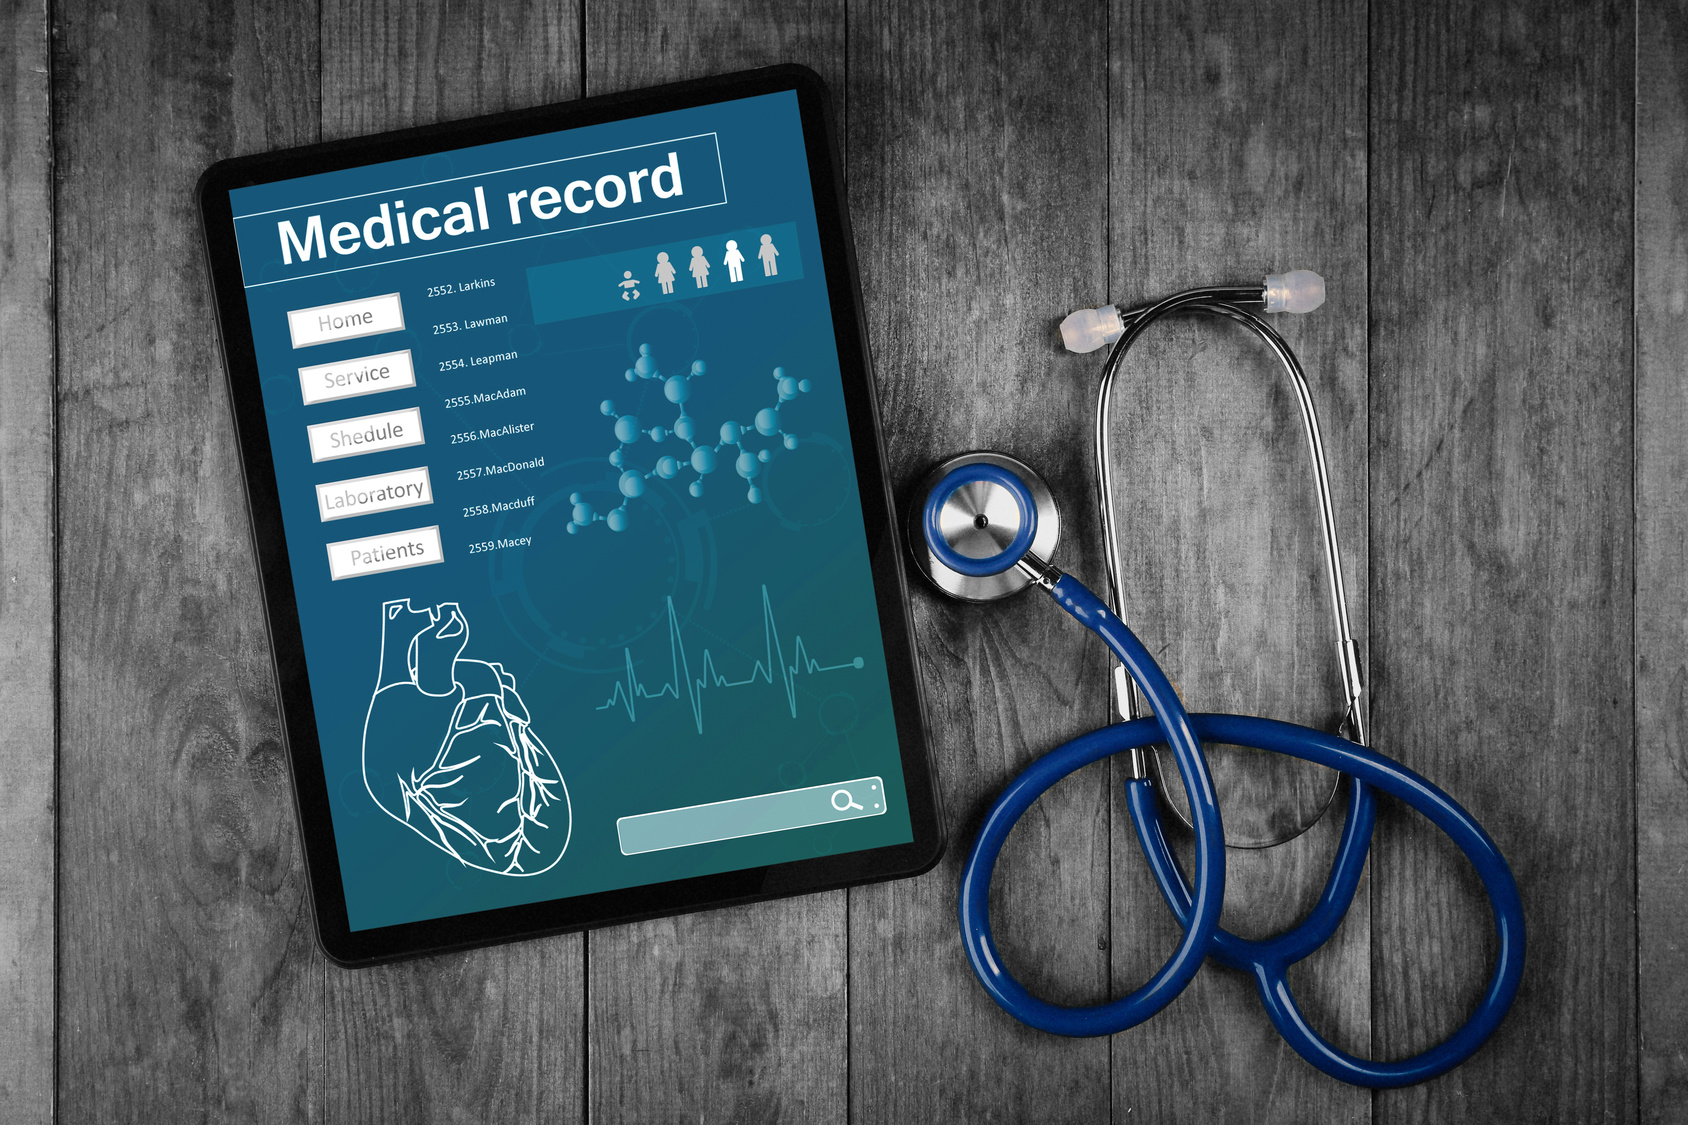 Medical record
Home
Service
Shedule
Laboratory
Patients
2552. Larkins
2553. Lawman
2554. Leapman
2555.MacAdam
2556.MacAlister
2557.MacDonald
2558.Macduff
2559.Macey